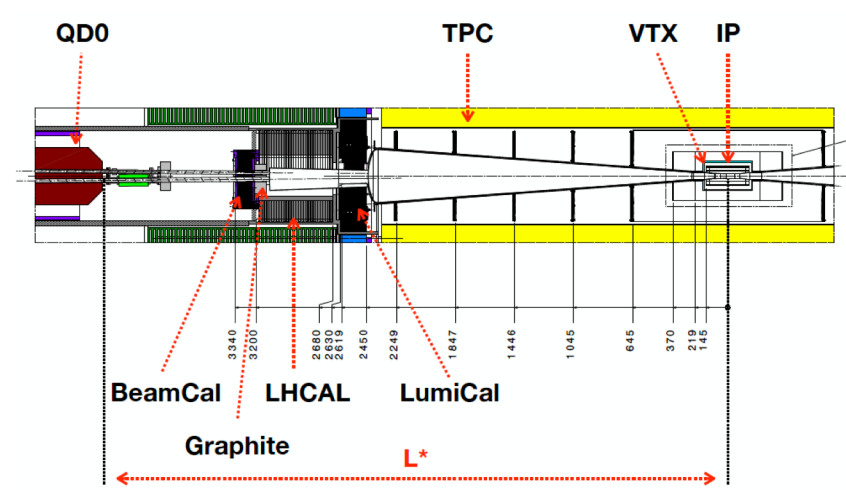 QD0
TPC
VTX
IP
3340
3200
2680
2630
2619
2450
2249
1847
1446
1045
645
370
219
145
BeamCal
LHCAL
LumiCal
Graphite
L*